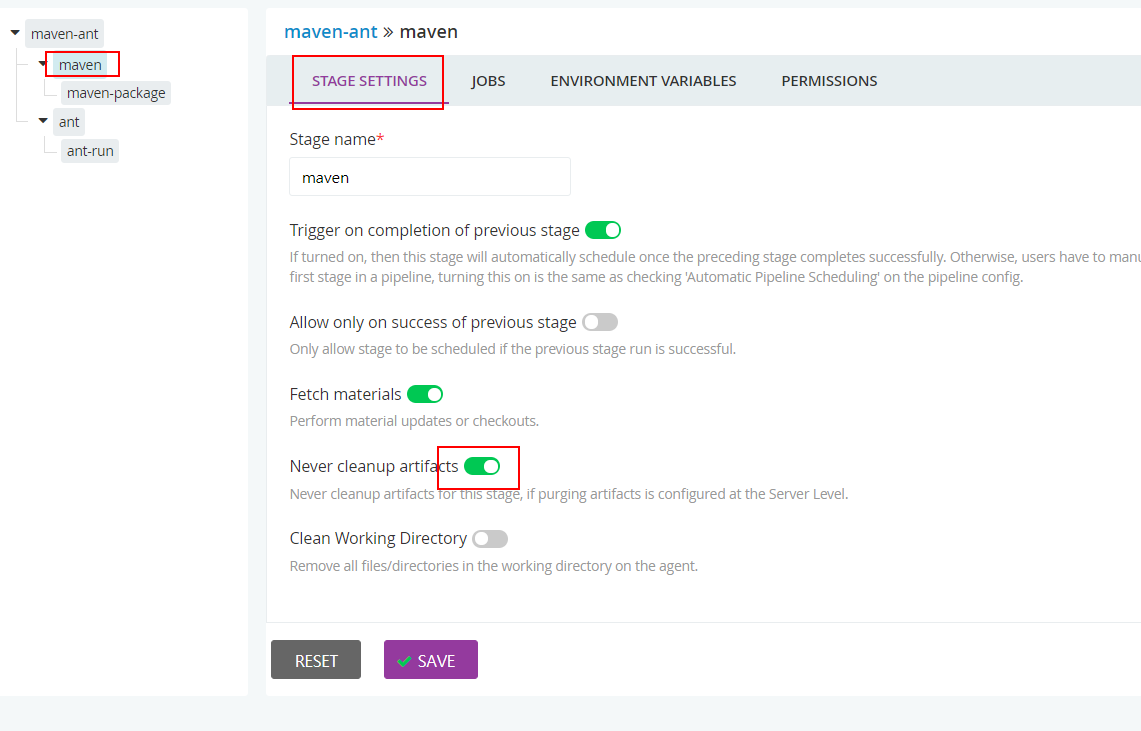 maven-ant
maven
maven-package
ant
ant-run
maven-ant » maven
STAGE SETTINGS
JOBS
ENVIRONMENT VARIABLES
PERMISSIONS
Stage name*
maven
Trigger on completion of previous stage
If turned on, then this stage will automatically schedule once the preceding stage completes successfully. Otherwise, users have to manu
first stage in a pipeline, turning this on is the same as checking 'Automatic Pipeline Scheduling' on the pipeline config.
Allow only on success of previous stage
Only allow stage to be scheduled if the previous stage run is successful.
Fetch materials
Perform material updates or checkouts.
Never cleanup artifacts
Never cleanup artifacts for this stage, if purging artifacts is configured at the Server Level.
Clean Working Directory
Remove all files/directories in the working directory on the agent.
RESET
SAVE